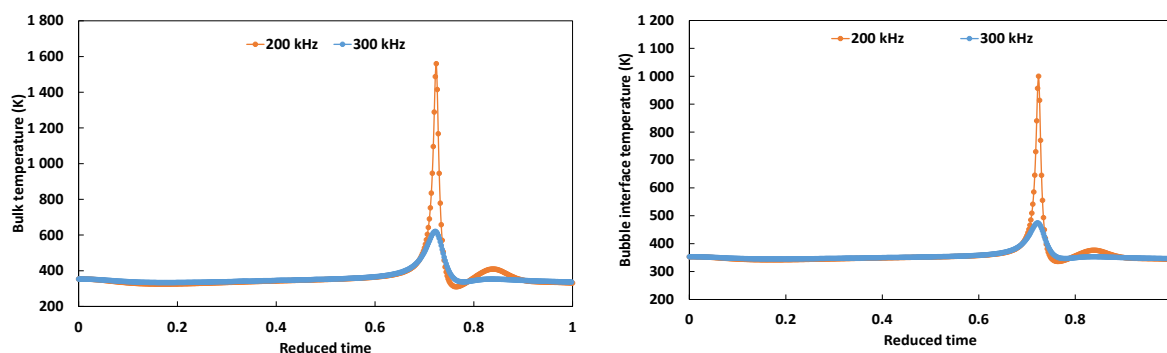 1 800
1 600
1 400
1 200
1 000
800
600
400
200
Bulk temperature (K)
200 kHz 300 kHz
0 0.2 0.4 0.6 0.8 1
Reduced time
1 200
1 100
1 000
900
800
700
600
500
400
300
200
Bubble interface temperature (K)
200 kHz 300 kHz
0 0.2 0.4 0.6 0.8
Reduced time